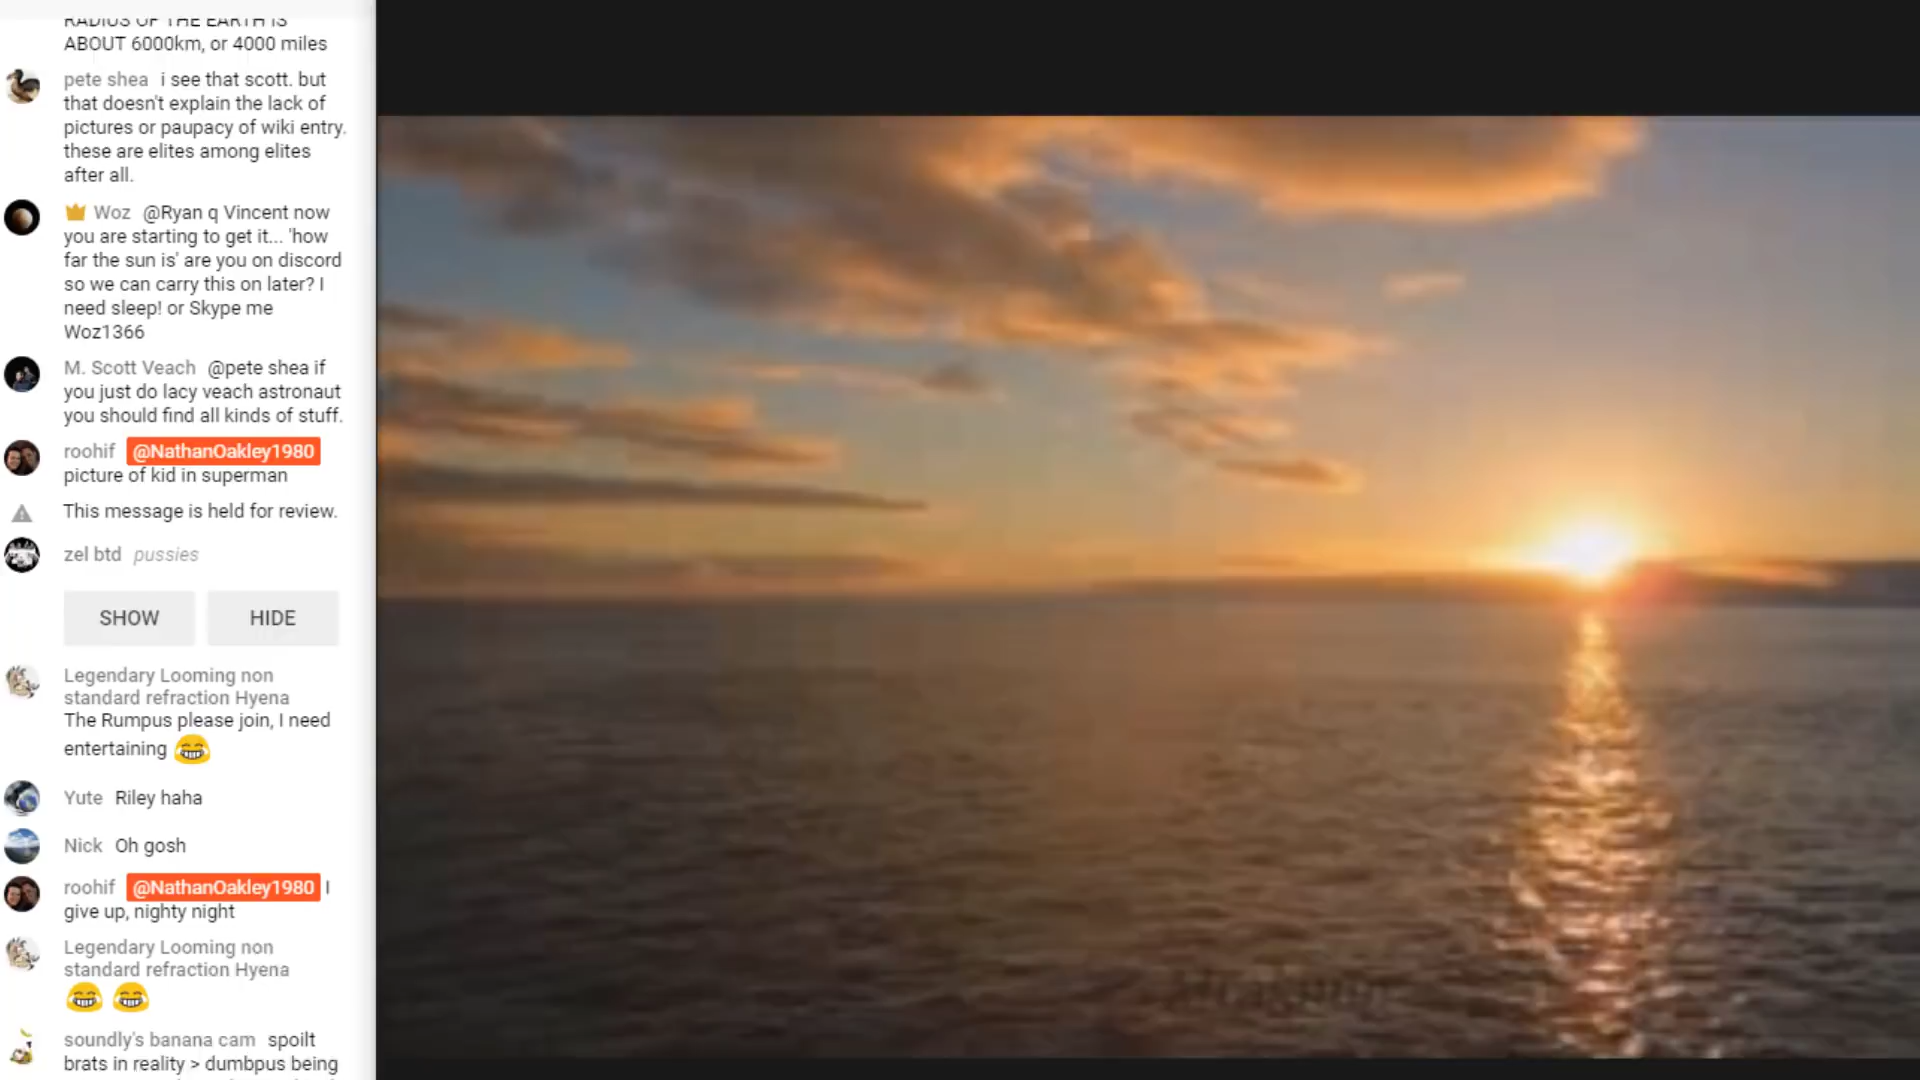 RADIUS OF THE EARTH IS
ABOUT 6000km, or 4000 miles
pete shea i see that scott. but
that doesn't explain the lack of
pictures or paupacy of wiki entry.
these are elites among elites
after all.
Woz @Ryan q Vincent now
you are starting to get it... 'how
far the sun is' are you on discord
so we can carry this on later? I
need sleep! or Skype me
Woz1366
M. Scott Veach @pete shea if
you just do lacy veach astronaut
you should find all kinds of stuff.
roohif @NathanOakley1980
picture of kid in superman
This message is held for review.
zel btd pussies
SHOW HIDE
Legendary Looming non
standard refraction Hyena
The Rumpus please join, I need
entertaining 😂
Yute Riley haha
Nick Oh gosh
roohif @NathanOakley1980 I
give up, nighty night
Legendary Looming non
standard refraction Hyena
😂 😂
soundly's banana cam spoilt
brats in reality > dumbpus being